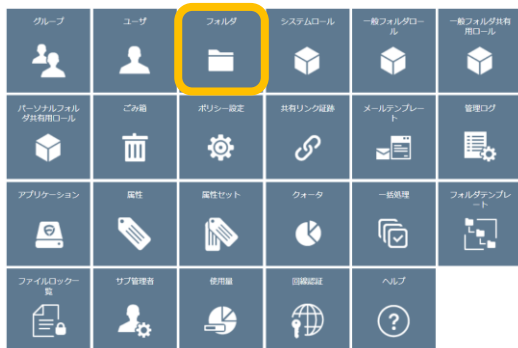 グループ
ユーザ
フォルダ
システムロール
一般フォルダロー
ル
一般フォルダ共有
用ロール
パーソナルフォル
ダ共有用ロール
ごみ箱
ポリシー設定
共有リンク証跡
メールテンプレー
ト
管理ログ
アプリケーション
属性
属性セット
クォータ
一括処理
フォルダテンプレ
ート
ファイルロック一
覧
サブ管理者
使用量
回線認証
ヘルプ